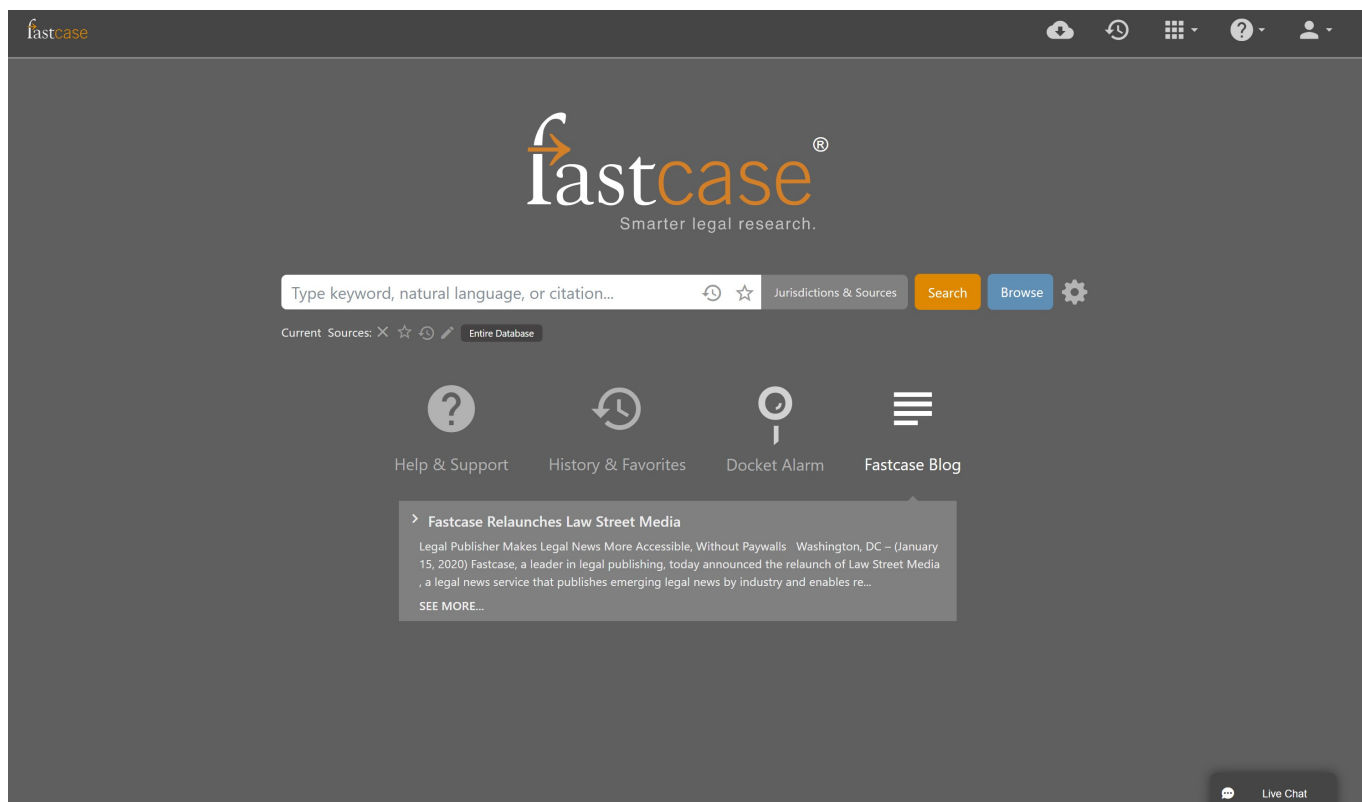 fastcase
fastcase®
Smarter legal research.
Type keyword, natural language, or citation...
Jurisdictions & Sources
Search
Browse
Current Sources:
Entire Database
Help & Support
History & Favorites
Docket Alarm
Fastcase Blog
Fastcase Relaunches Law Street Media
Legal Publisher Makes Legal News More Accessible, Without Paywalls Washington, DC – (January
15, 2020) Fastcase, a leader in legal publishing, today announced the relaunch of Law Street Media
, a legal news service that publishes emerging legal news by industry and enables re...
SEE MORE...
Live Chat